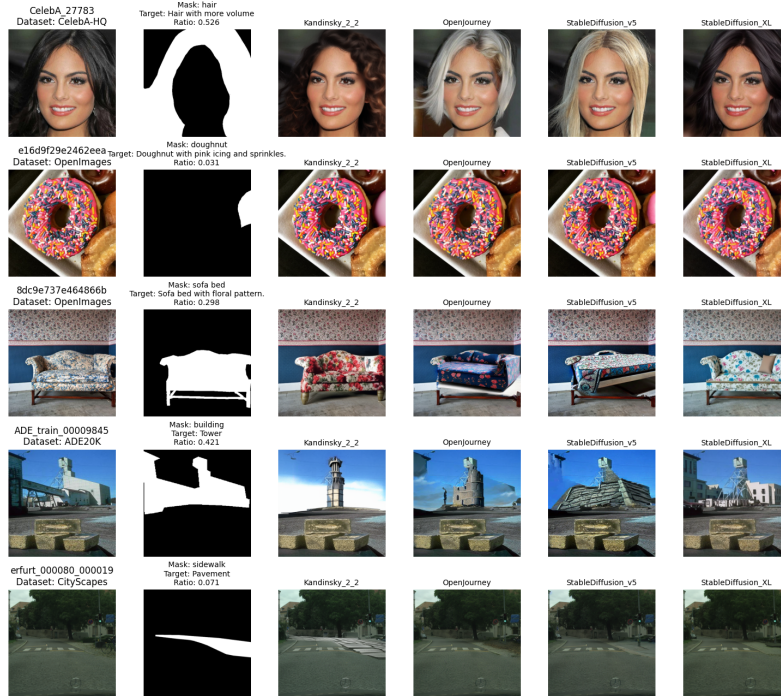 CelebA_27783
Dataset: CelebA-HQ
Mask: hair
Target: Hair with more volume
Ratio: 0.526
Kandinsky_2_2
OpenJourney
StableDiffusion_v5
StableDiffusion_XL
e16d9f29e2462eea
Dataset: OpenImages
Mask: doughnut
Target: Doughnut with pink icing and sprinkles.
Ratio: 0.031
Kandinsky_2_2
OpenJourney
StableDiffusion_v5
StableDiffusion_XL
8dc9e737e464866b
Dataset: OpenImages
Mask: sofa bed
Target: Sofa bed with floral pattern.
Ratio: 0.298
Kandinsky_2_2
OpenJourney
StableDiffusion_v5
StableDiffusion_XL
ADE_train_00009845
Dataset: ADE20K
Mask: building
Target: Tower
Ratio: 0.421
Kandinsky_2_2
OpenJourney
StableDiffusion_v5
StableDiffusion_XL
erfurt_000080_000019
Dataset: CityScapes
Mask: sidewalk
Target: Pavement
Ratio: 0.071
Kandinsky_2_2
OpenJourney
StableDiffusion_v5
StableDiffusion_XL